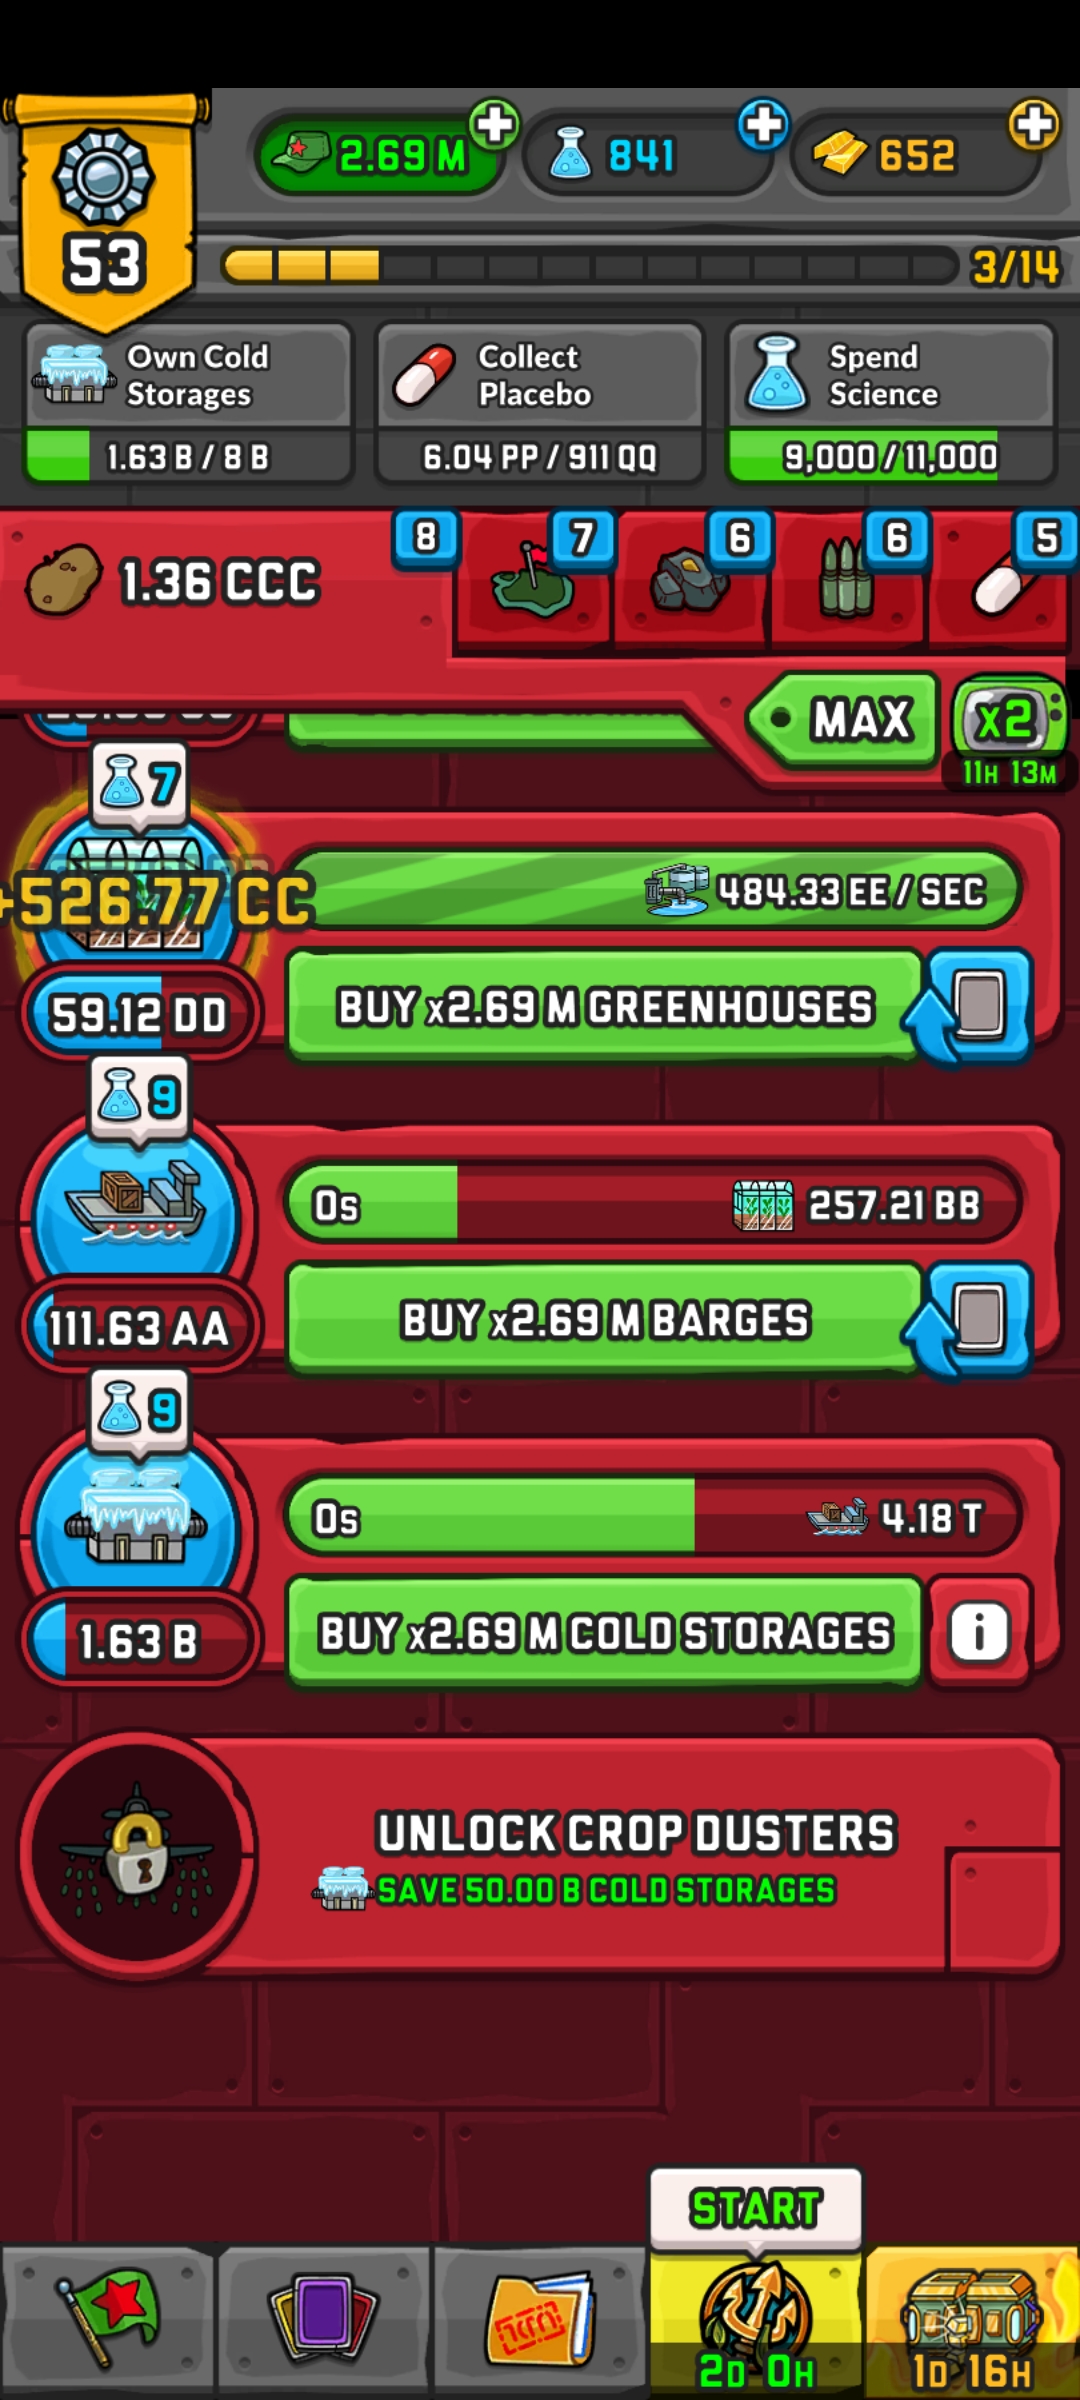 2.69 M
841
652
53
3/14
Own Cold
Storages
1.63 B / 8 B
Collect
Placebo
6.04 PP / 911 QQ
Spend
Science
9,000 / 11,000
1.36 CCC
8
7
6
6
5
MAX
x2
11H 13M
7
+526.77 CC
484.33 EE / SEC
59.12 DD
BUY x2.69 M GREENHOUSES
9
0s
257.21 BB
111.63 AA
BUY x2.69 M BARGES
9
0s
4.18 T
1.63 B
BUY x2.69 M COLD STORAGES
i
UNLOCK CROP DUSTERS
SAVE 50.00 B COLD STORAGES
START
2D 0H
1D 16H